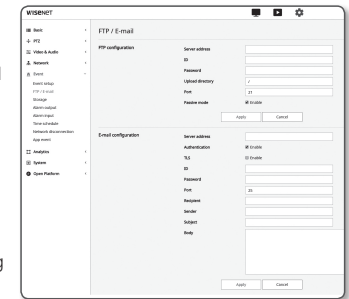 WISENET
Basic
PTZ
Video & Audio
Network
Event
Event setup
FTP / E-mail
Storage
Alarm output
Alarm input
Time schedule
Network disconnection
App event
Analytics
System
Open Platform
FTP / E-mail
FTP configuration
Server address
ID
Password
Upload directory /
Port 21
Passive mode Enable
Apply Cancel
E-mail configuration
Server address
Authentication Enable
TLS Enable
ID
Password
Port 25
Recipient
Sender
Subject
Body
Apply Cancel
g